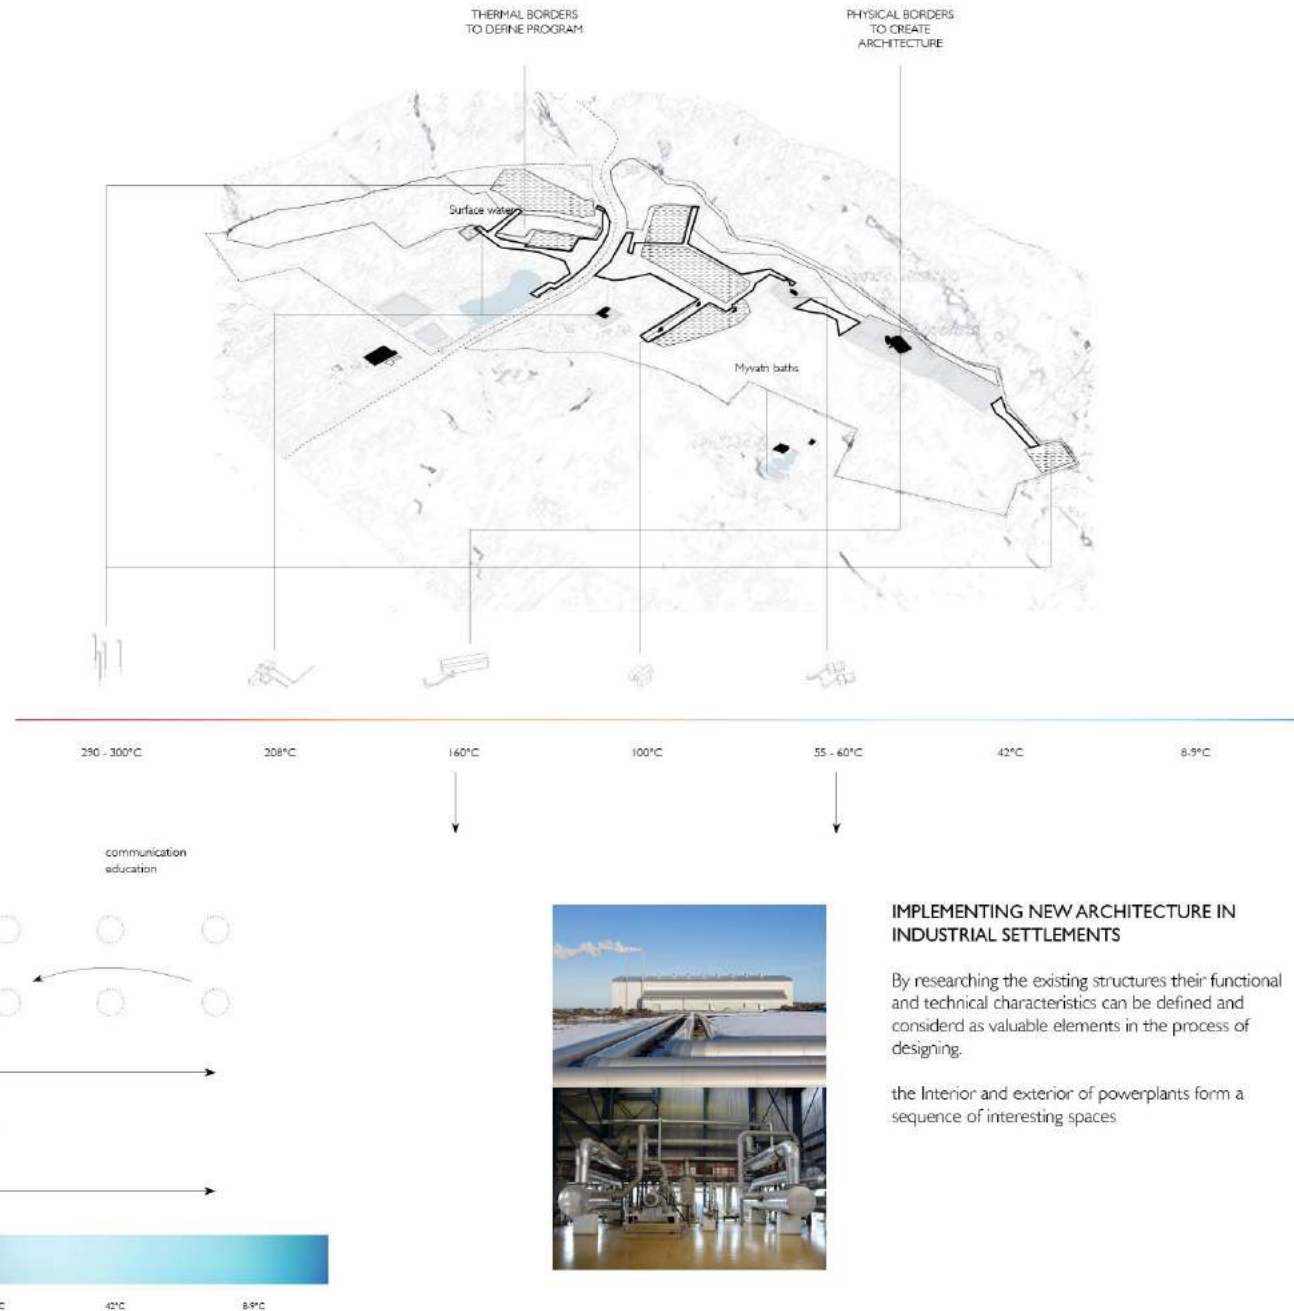 THERMAL BORDERS
TO DEFINE PROGRAM
PHYSICAL BORDERS
TO CREATE
ARCHITECTURE
Surface water
Myvatn baths
290 - 300°C
208°C
160°C
100°C
55 - 60°C
42°C
8-9°C
communication
education
IMPLEMENTING NEW ARCHITECTURE IN
INDUSTRIAL SETTLEMENTS
By researching the existing structures their functional
and technical characteristics can be defined and
considerd as valuable elements in the process of
designing.
the Interior and exterior of powerplants form a
sequence of interesting spaces
42°C
8-9°C